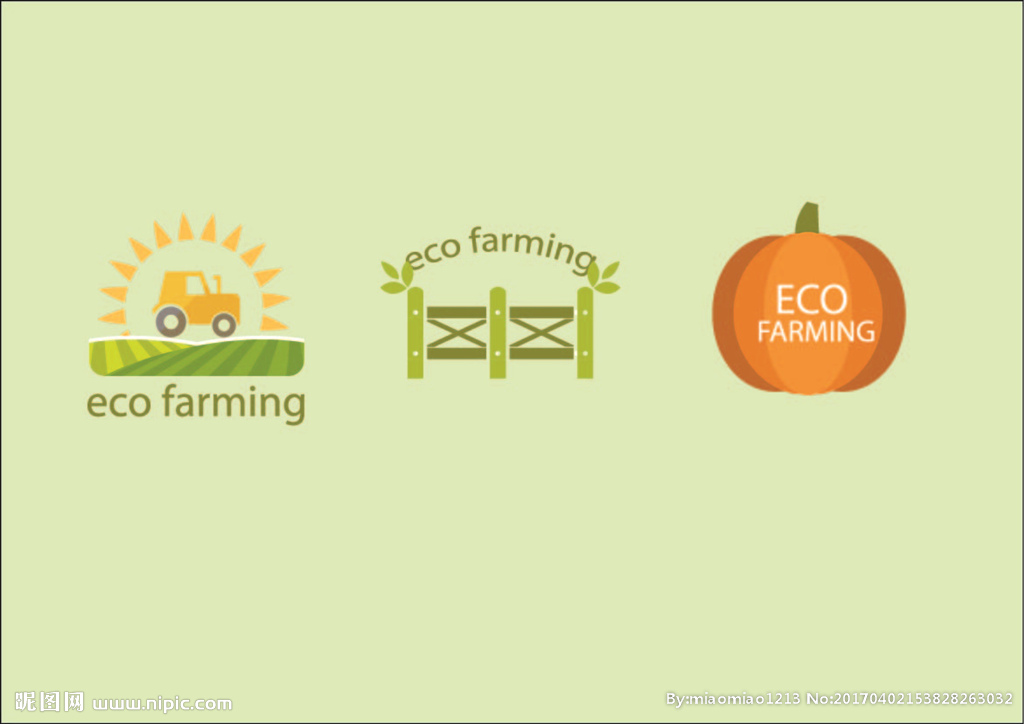 eco farming
eco farming
ECO
FARMING
昵图网 www.nipic.com
By:miaomiao1213 No:20170402153828263032